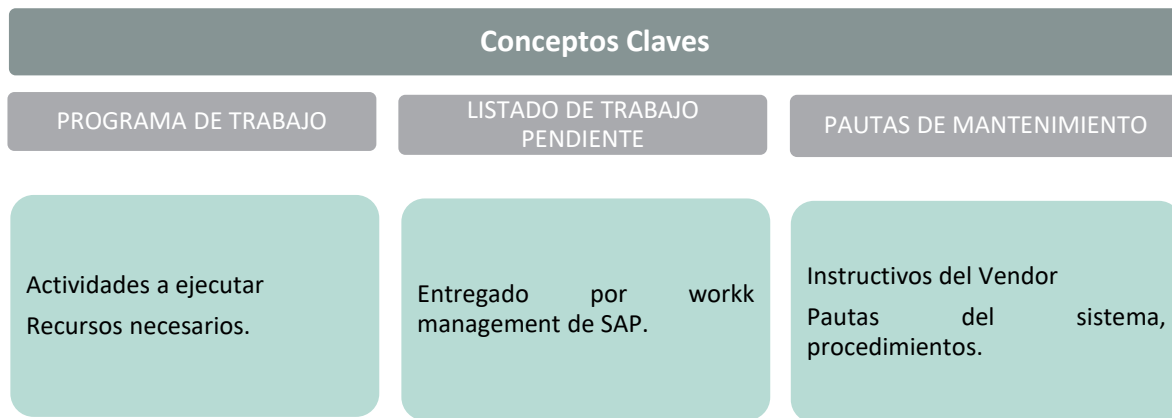 Conceptos Claves
PROGRAMA DE TRABAJO
LISTADO DE TRABAJO
PENDIENTE
PAUTAS DE MANTENIMIENTO
Actividades a ejecutar
Recursos necesarios.
Entregado por workk
management de SAP.
Instructivos del Vendor
Pautas del sistema,
procedimientos.